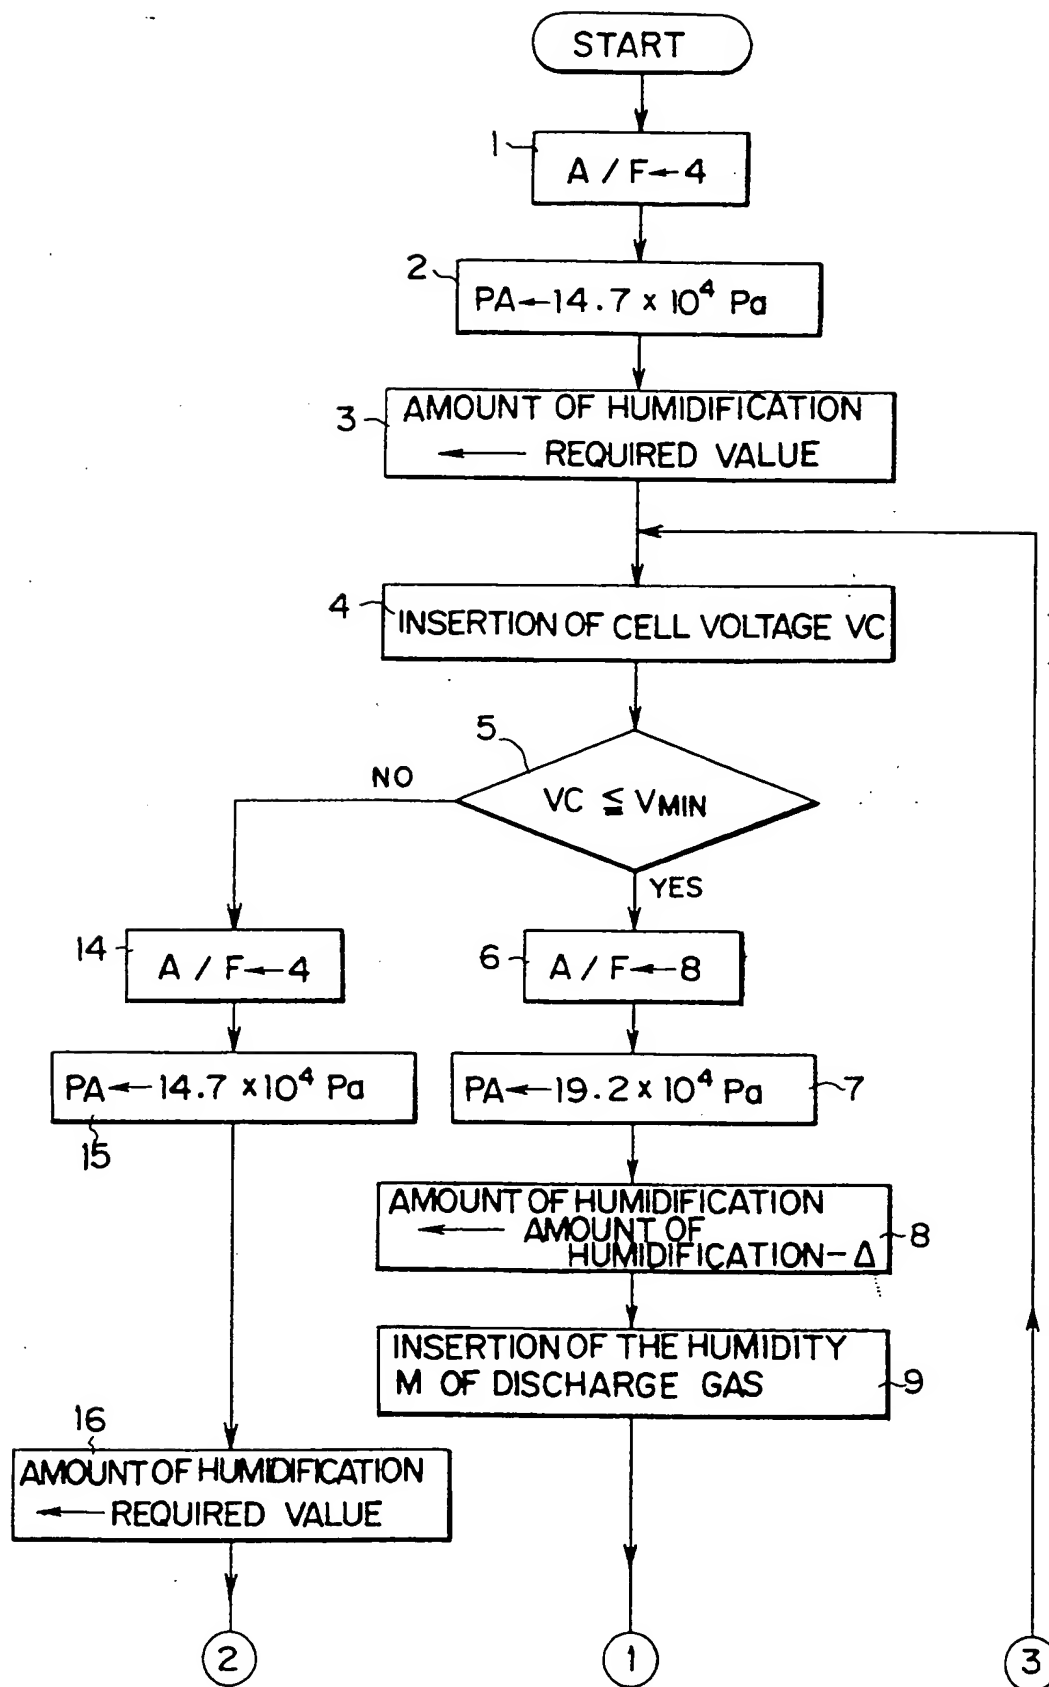 START
1
A / F←4
2
PA←14.7 × 10⁴ Pa
3
AMOUNT OF HUMIDIFICATION
← REQUIRED VALUE
4
INSERTION OF CELL VOLTAGE VC
5
NO
VC ≦ VMIN
YES
14
A / F←4
6
A / F←8
PA←14.7 ×10⁴ Pa
15
PA←19.2 × 10⁴ Pa
7
AMOUNT OF HUMIDIFICATION
← AMOUNT OF
HUMIDIFICATION-Δ
8
INSERTION OF THE HUMIDITY
M OF DISCHARGE GAS
9
16
AMOUNT OF HUMIDIFICATION
← REQUIRED VALUE
2
1
3